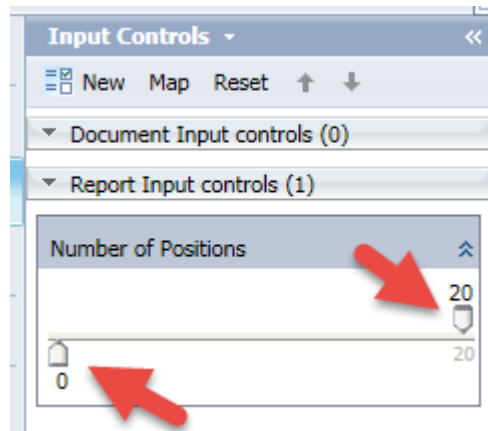 Input Controls
New Map Reset
Document Input controls (0)
Report Input controls (1)
Number of Positions
20
20
0